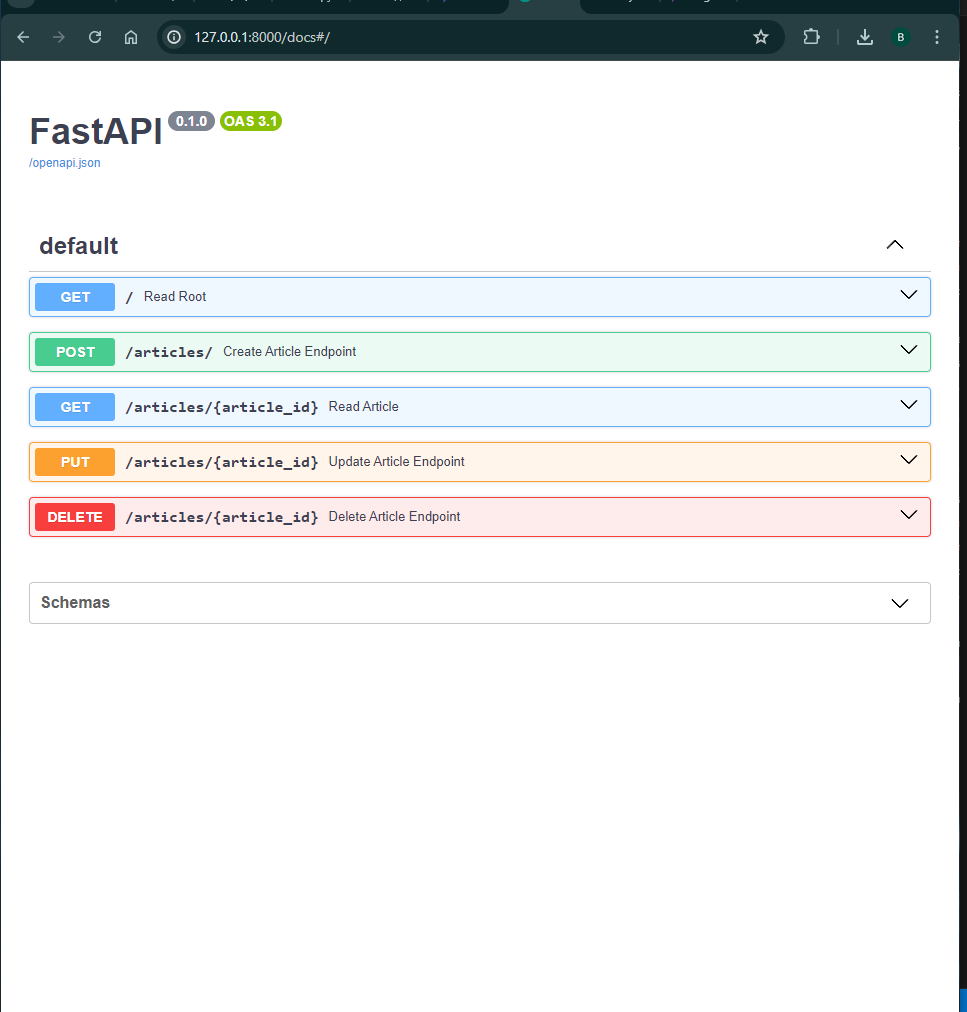 127.0.0.1:8000/docs#/
B
FastAPI 0.1.0 OAS 3.1
/openapi.json
default
GET / Read Root
POST /articles/ Create Article Endpoint
GET /articles/{article_id} Read Article
PUT /articles/{article_id} Update Article Endpoint
DELETE /articles/{article_id} Delete Article Endpoint
Schemas